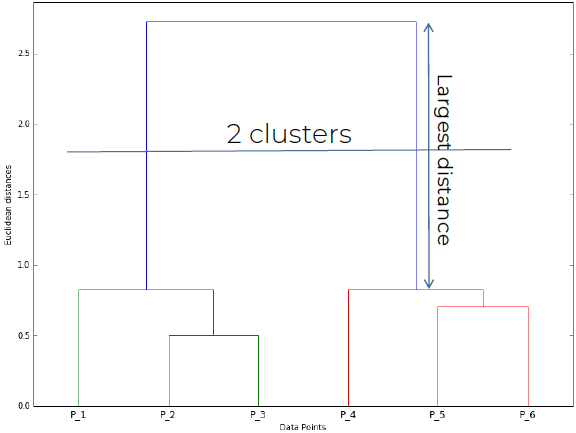 2.5
2.0
1.5
1.0
0.5
0.0
Euclidean distances
2 clusters
Largest distance
P_1 P_2 P_3 P_4 P_5 P_6
Data Points